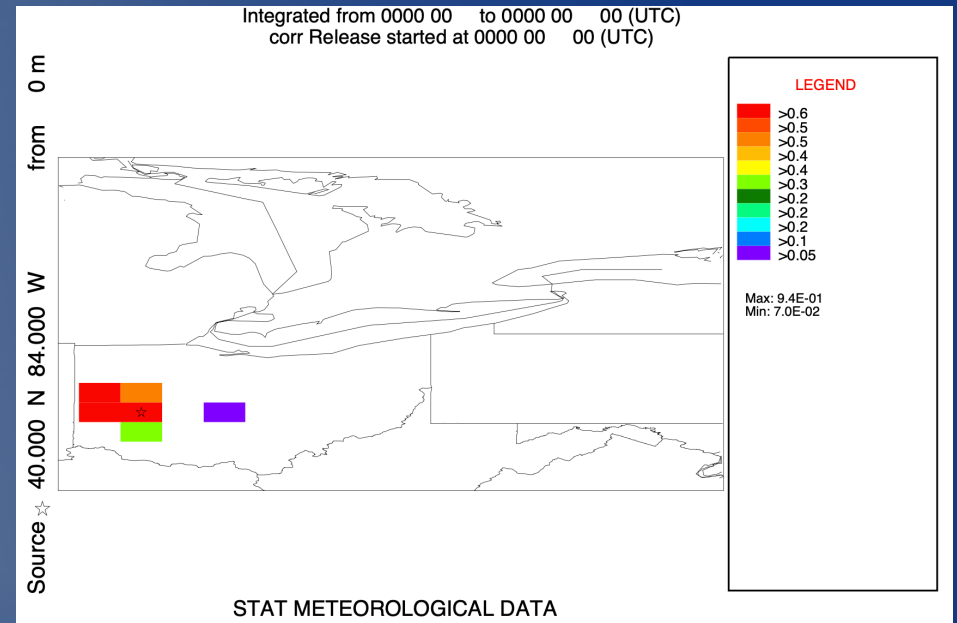 Integrated from 0000 00 to 0000 00 00 (UTC)
corr Release started at 0000 00 00 (UTC)
Source ☆ 40.000 N 84.000 W from 0 m
LEGEND
>0.6
>0.5
>0.5
>0.4
>0.4
>0.3
>0.2
>0.2
>0.2
>0.1
>0.05
Max: 9.4E-01
Min: 7.0E-02
STAT METEOROLOGICAL DATA